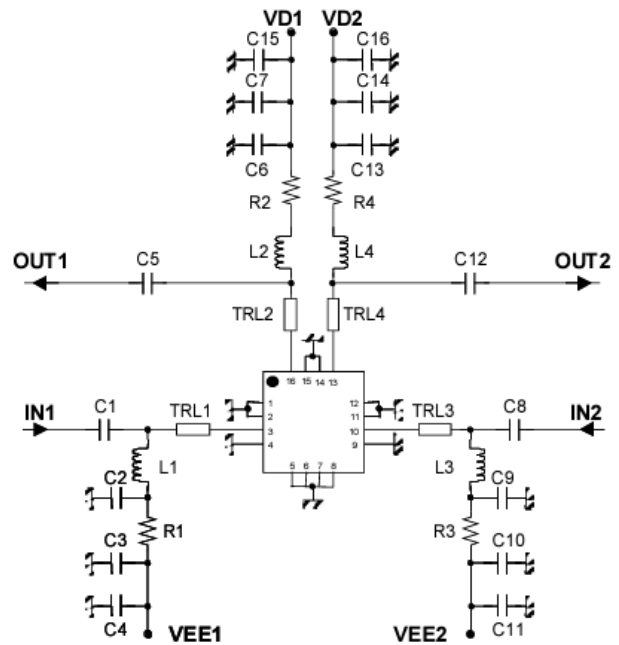 VD1 VD2
C15 C16
C7 C14
C6 C13
R2 R4
L2 L4
OUT1 C5 C12 OUT2
TRL2 TRL4
16 15 14 13
IN1 C1 TRL1 1 12 TRL3 C8 IN2
2 11
3 10
4 9
L1 L3
5 6 7 8
C2 C9
R1 R3
C3 C10
C4 C11
VEE1 VEE2